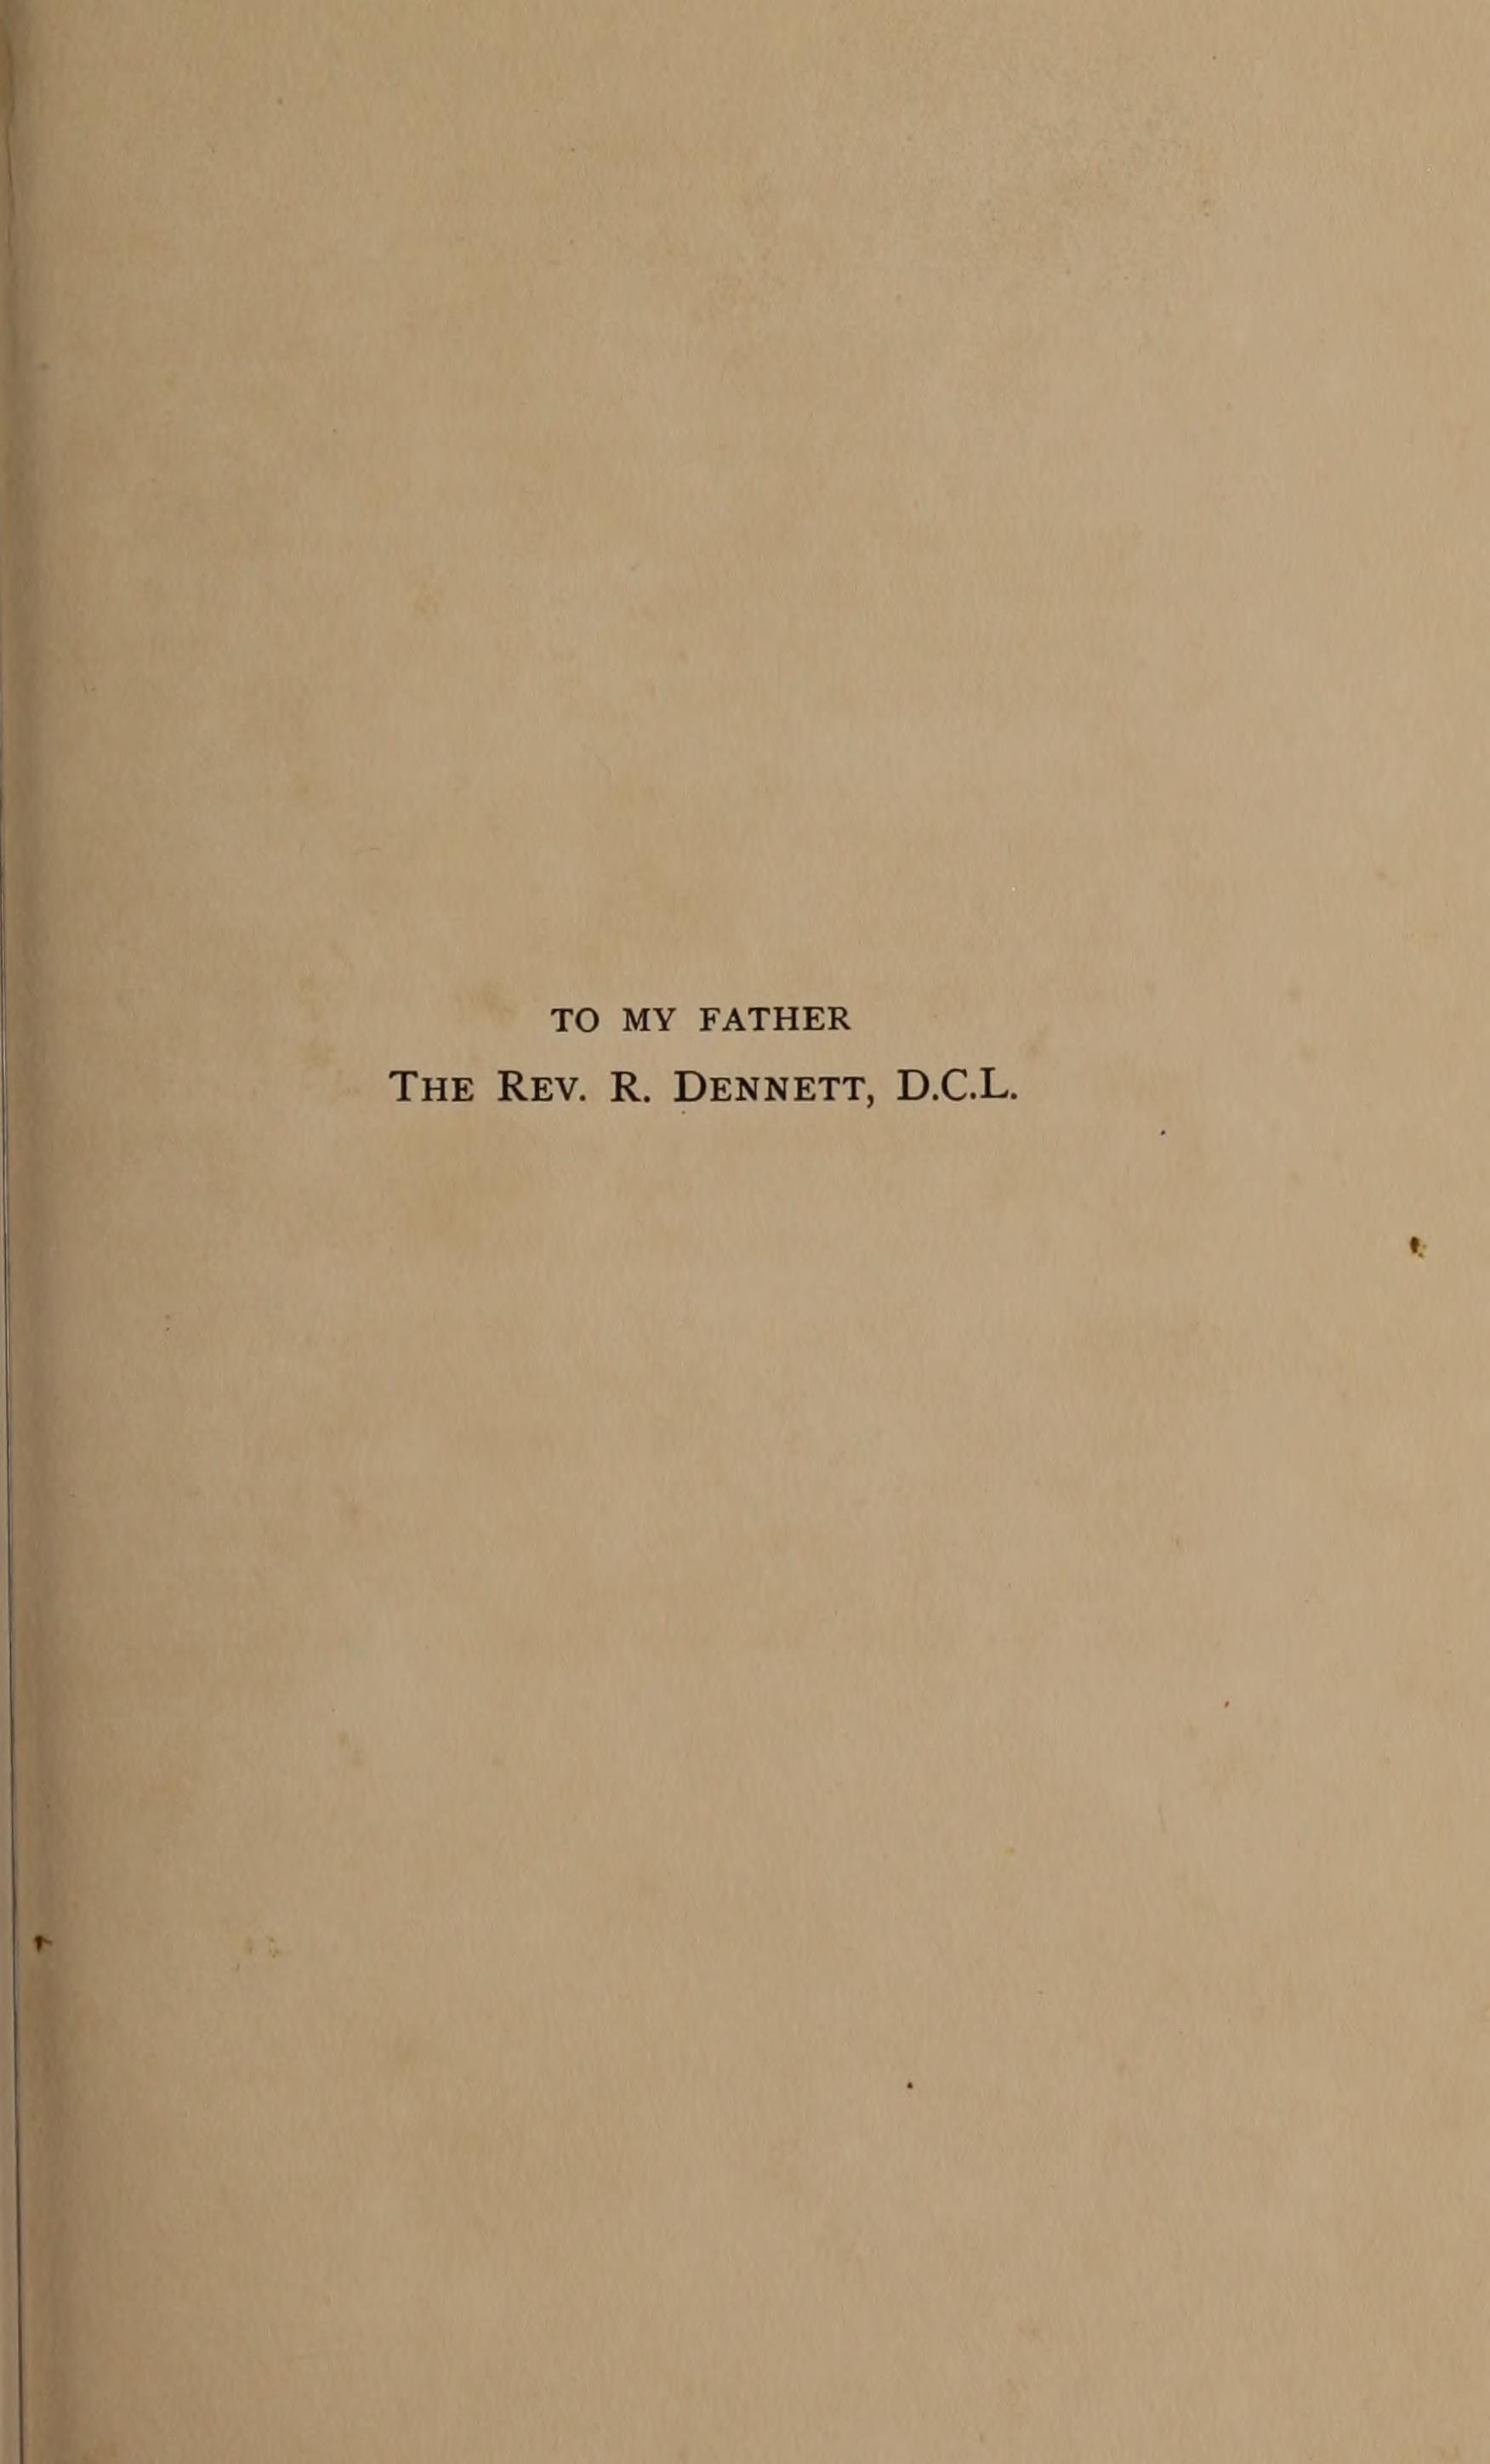 TO MY FATHER
THE REV. R. DENNETT, D.C.L.